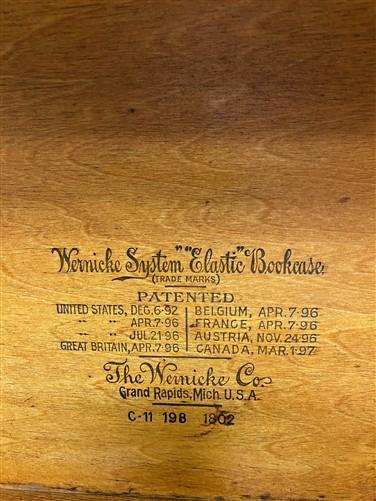 Wernicke System" "Elastic" Bookcase,
(TRADE MARKS)
PATENTED
UNITED STATES, DEC.6-92 BELGIUM, APR.7-96
" " APR.7-96 FRANCE, APR.7-96
" " JUL.21-96 AUSTRIA, NOV.24-96
GREAT BRITAIN, APR.7-96 CANADA, MAR.1-97
The Wernicke Co.
Grand Rapids, Mich. U.S.A.
C-11 198 1802